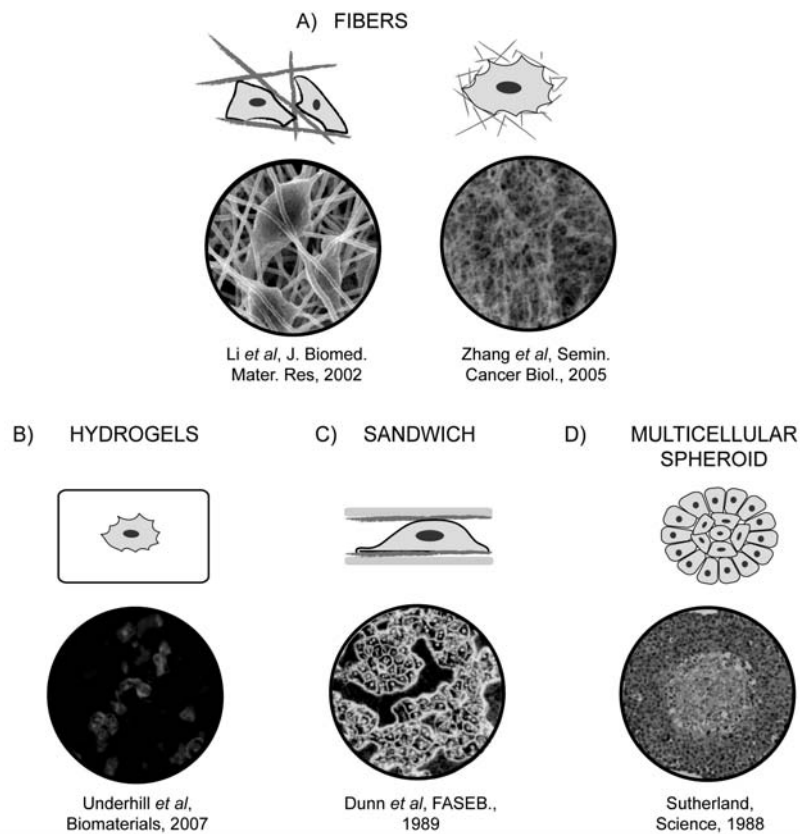 A) FIBERS
Li et al, J. Biomed.
Mater. Res, 2002
Zhang et al, Semin.
Cancer Biol., 2005
B) HYDROGELS
Underhill et al,
Biomaterials, 2007
C) SANDWICH
Dunn et al, FASEB.,
1989
D) MULTICELLULAR
SPHEROID
Sutherland,
Science, 1988